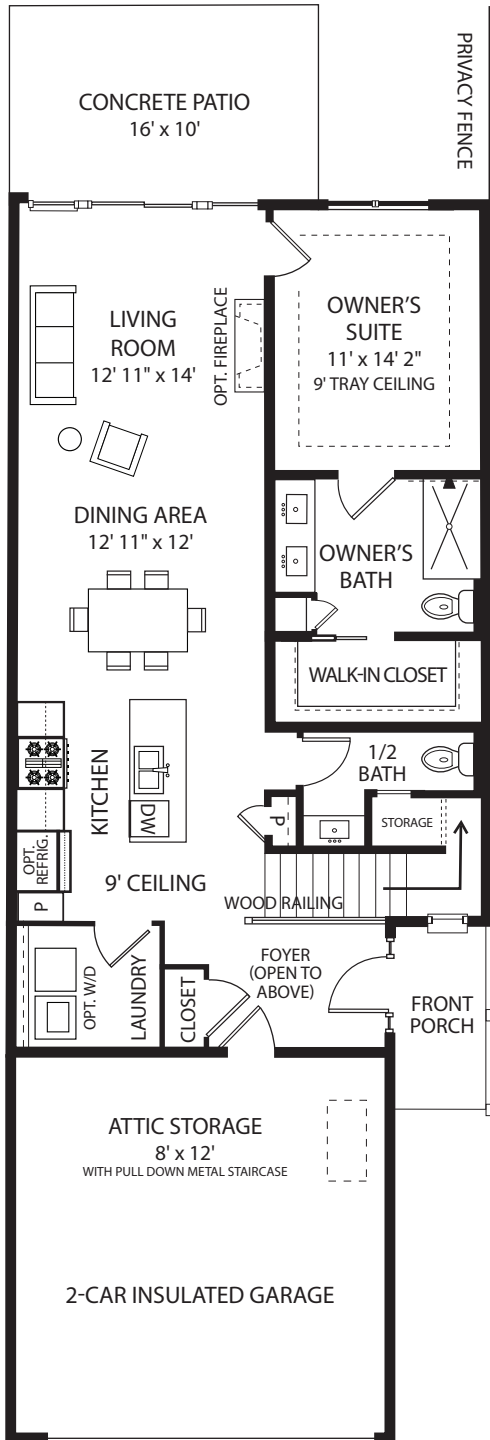 CONCRETE PATIO
16' x 10'
PRIVACY FENCE
LIVING
ROOM
12' 11" x 14'
OPT. FIREPLACE
OWNER'S
SUITE
11' x 14' 2"
9' TRAY CEILING
DINING AREA
12' 11" x 12'
OWNER'S
BATH
WALK-IN CLOSET
KITCHEN
DW
1/2
BATH
P
STORAGE
OPT.
REFRIG.
P
9' CEILING
WOOD RAILING
OPT. W/D
LAUNDRY
CLOSET
FOYER
(OPEN TO
ABOVE)
FRONT
PORCH
ATTIC STORAGE
8' x 12'
WITH PULL DOWN METAL STAIRCASE
2-CAR INSULATED GARAGE